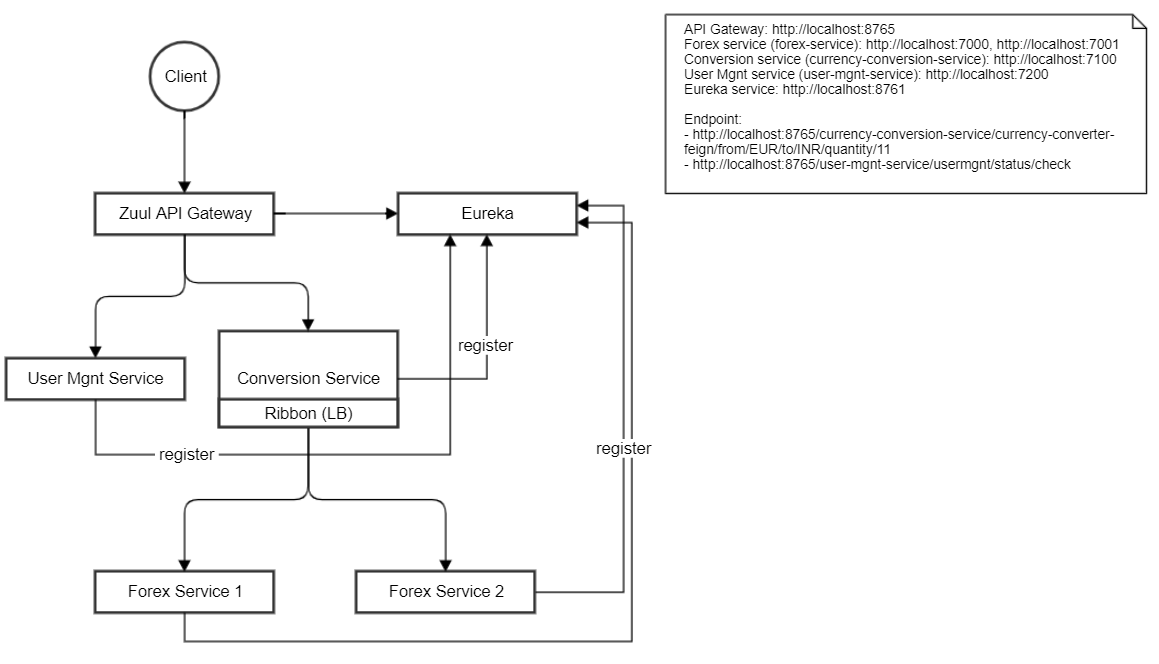 API Gateway: http://localhost:8765
Forex service (forex-service): http://localhost:7000, http://localhost:7001
Conversion service (currency-conversion-service): http://localhost:7100
User Mgnt service (user-mgnt-service): http://localhost:7200
Eureka service: http://localhost:8761
Endpoint:
- http://localhost:8765/currency-conversion-service/currency-converter-
feign/from/EUR/to/INR/quantity/11
- http://localhost:8765/user-mgnt-service/usermgnt/status/check
Client
Zuul API Gateway
Eureka
register
User Mgnt Service
Conversion Service
Ribbon (LB)
register
register
Forex Service 1
Forex Service 2